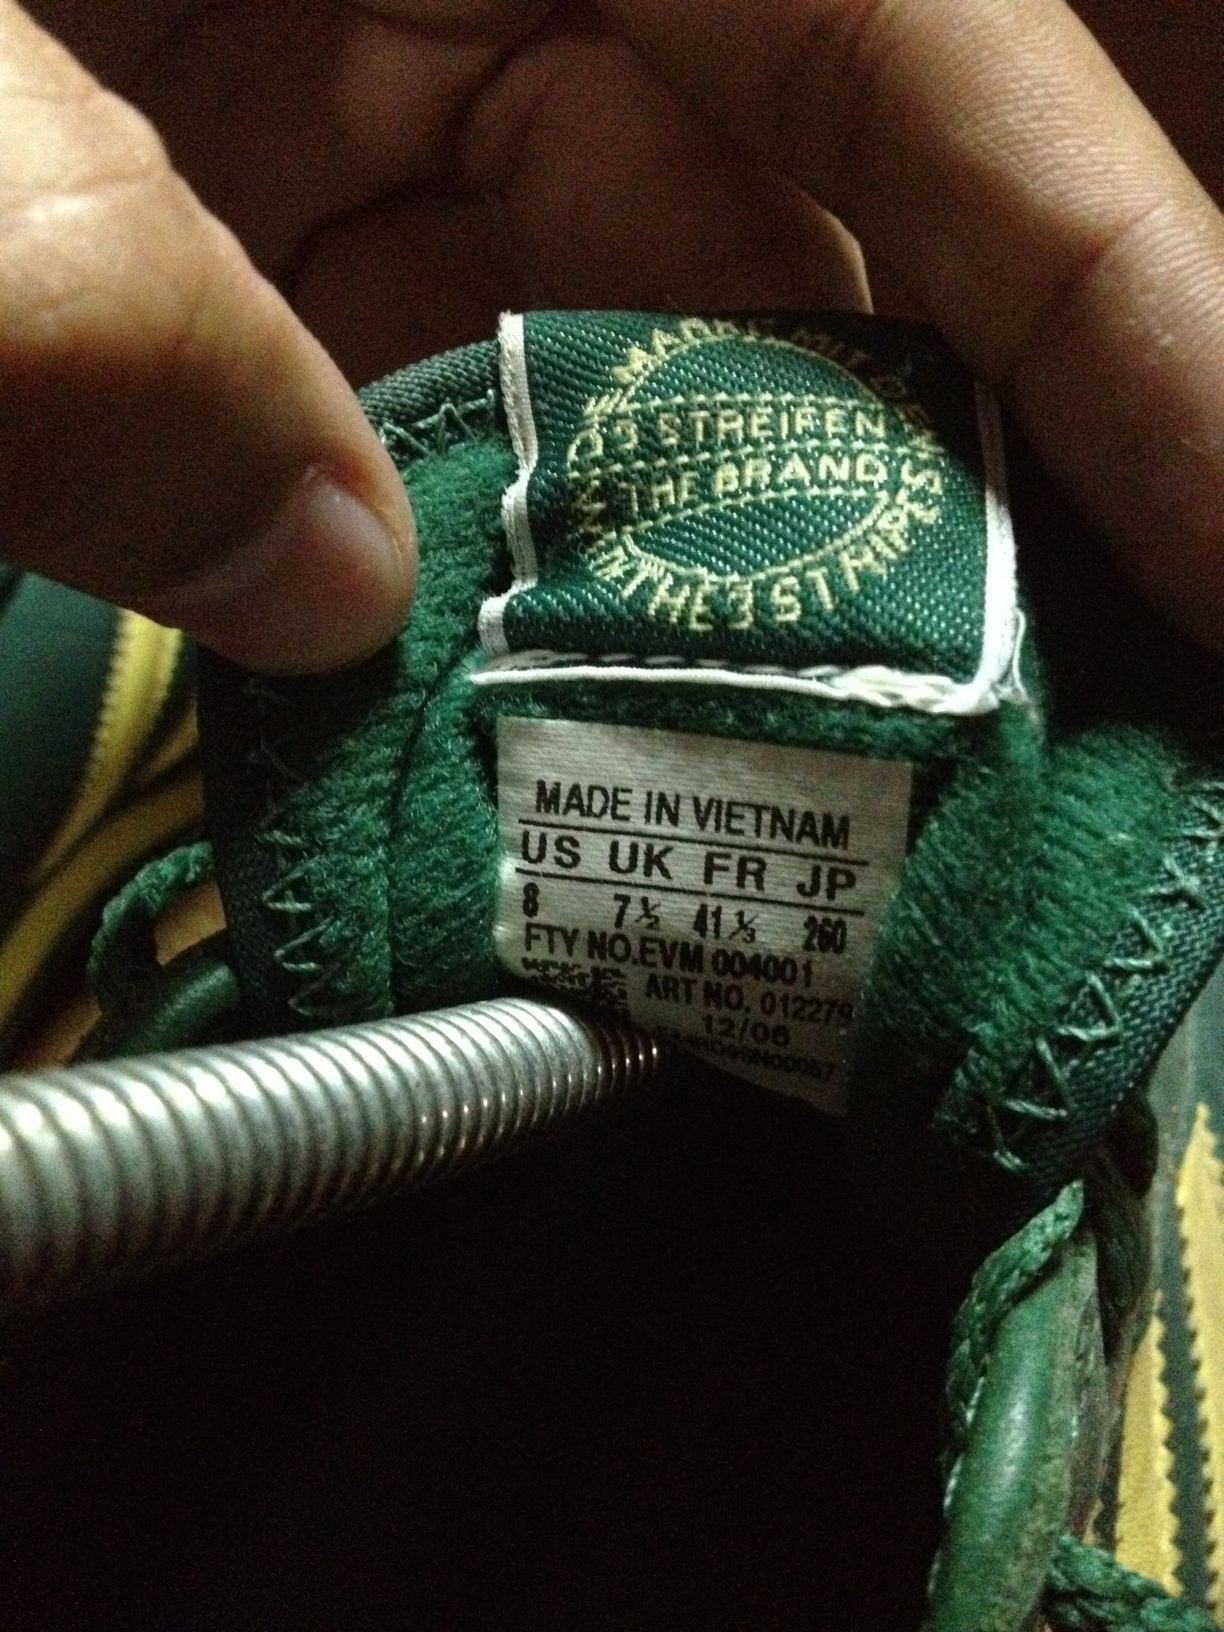 MARKE MIT DEN
3 STREIFEN
THE BRAND
WITH THE 3 STRIPES
MADE IN VIETNAM
US UK FR JP
8 7½ 41⅓ 260
FTY NO.EVM 004001
ART NO. 012279
12/06